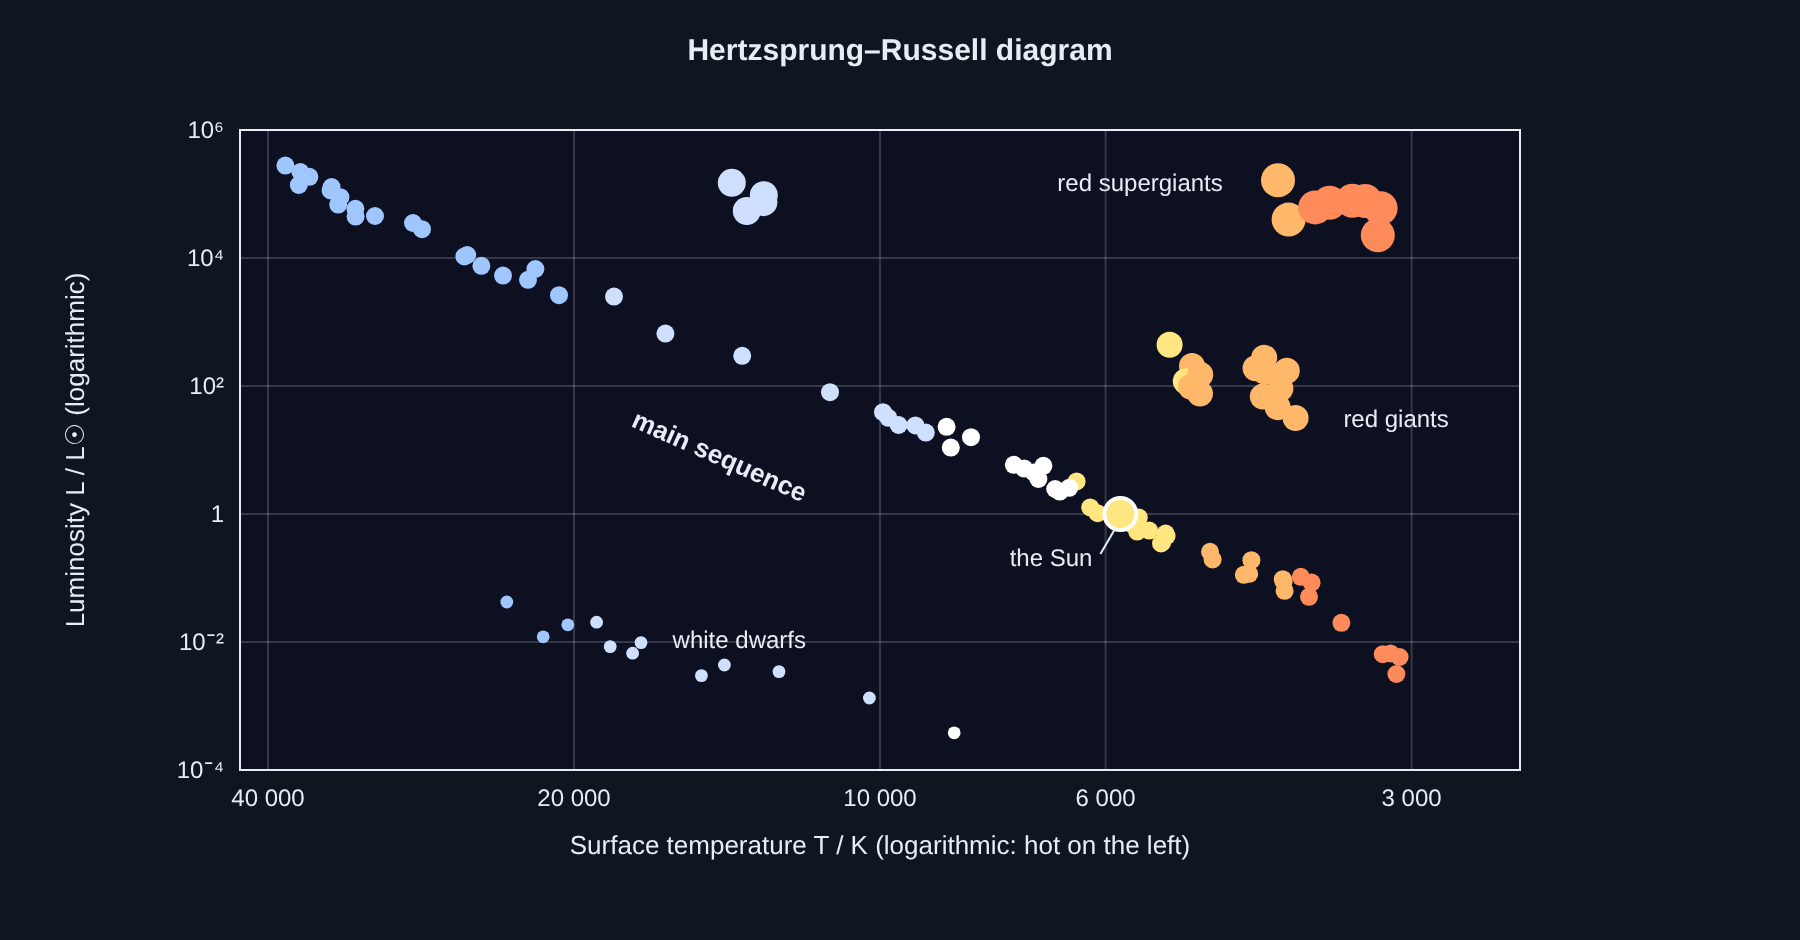 Hertzsprung–Russell diagram
10⁶
10⁴
10²
1
10⁻²
10⁻⁴
Luminosity L / L☉ (logarithmic)
red supergiants
red giants
main sequence
the Sun
white dwarfs
40 000
20 000
10 000
6 000
3 000
Surface temperature T / K (logarithmic: hot on the left)